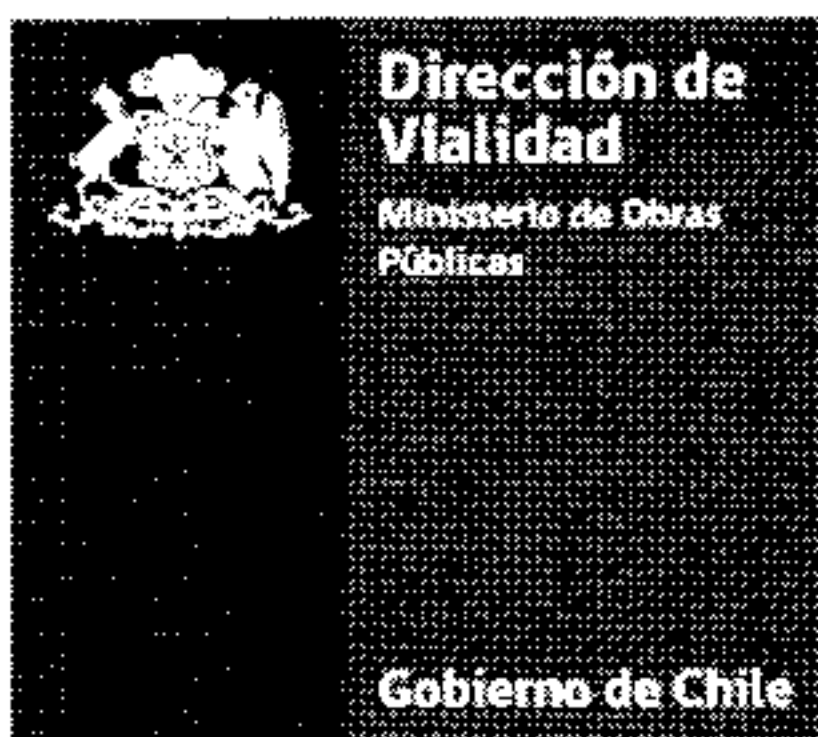 Dirección de
Vialidad
Ministerio de Obras
Públicas
Gobierno de Chile